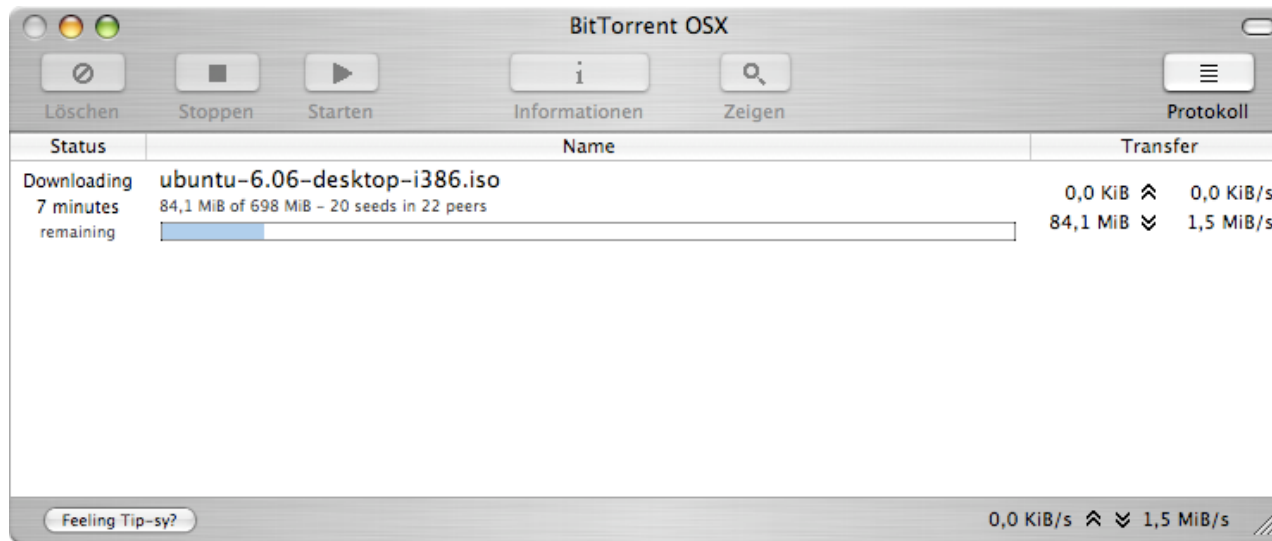 BitTorrent OSX
Löschen Stoppen Starten Informationen Zeigen Protokoll
Status Name Transfer
Downloading ubuntu-6.06-desktop-i386.iso
7 minutes 84,1 MiB of 698 MiB – 20 seeds in 22 peers 0,0 KiB 0,0 KiB/s
remaining 84,1 MiB 1,5 MiB/s
Feeling Tip-sy? 0,0 KiB/s 1,5 MiB/s